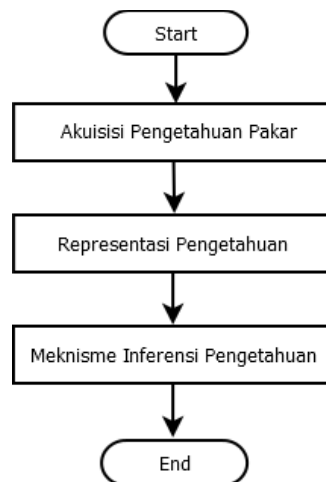 Start
Akuisisi Pengetahuan Pakar
Representasi Pengetahuan
Meknisme Inferensi Pengetahuan
End